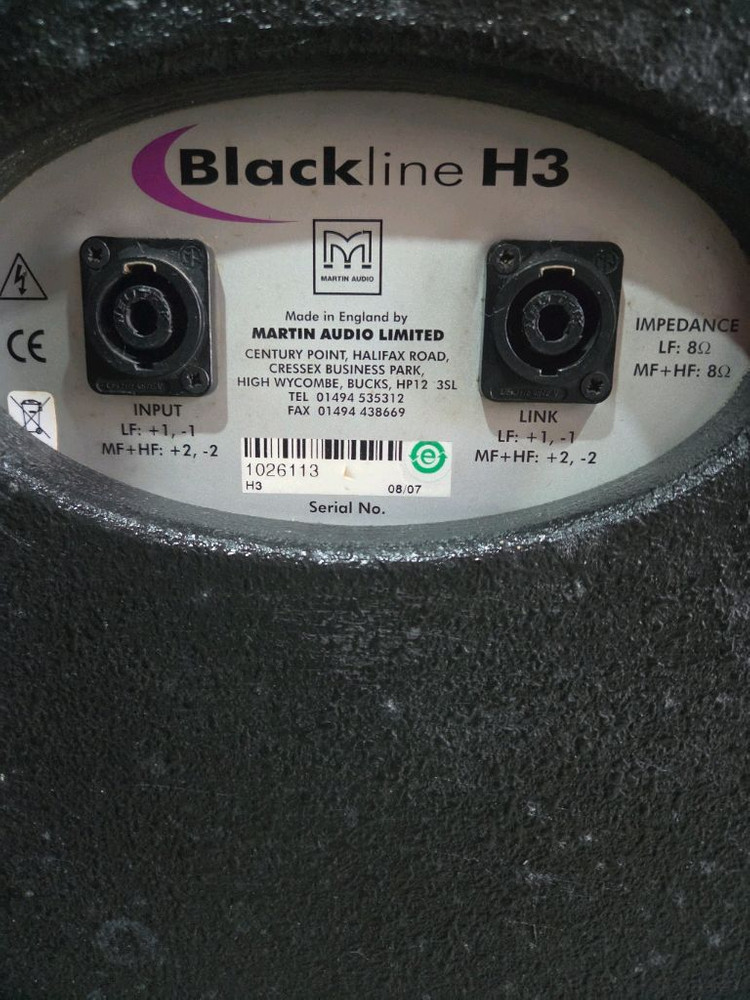 Blackline H3
MARTIN AUDIO
Made in England by
MARTIN AUDIO LIMITED
CENTURY POINT, HALIFAX ROAD,
CRESSEX BUSINESS PARK,
HIGH WYCOMBE, BUCKS, HP12 3SL
TEL 01494 535312
FAX 01494 438669
CE
IMPEDANCE
LF: 8Ω
MF+HF: 8Ω
INPUT
LF: +1, -1
MF+HF: +2, -2
LINK
LF: +1, -1
MF+HF: +2, -2
1026113
e
H3 08/07
Serial No.